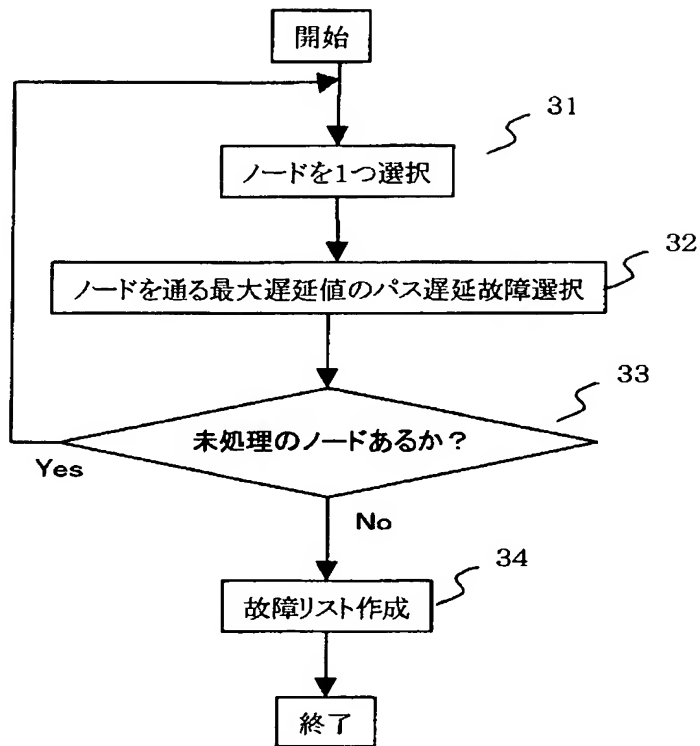 開始
31
ノードを1つ選択
32
ノードを通る最大遅延値のパス遅延故障選択
33
未処理のノードあるか？
Yes
No
34
故障リスト作成
終了